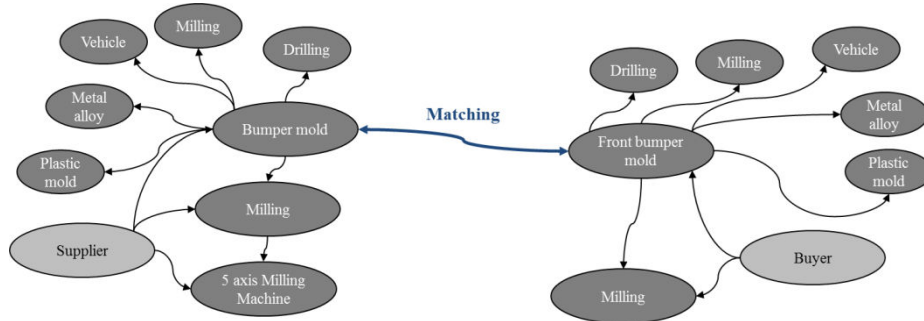 Vehicle
Milling
Drilling
Metal
alloy
Bumper mold
Plastic
mold
Milling
Supplier
5 axis Milling
Machine
Matching
Drilling
Milling
Vehicle
Metal
alloy
Front bumper
mold
Plastic
mold
Buyer
Milling